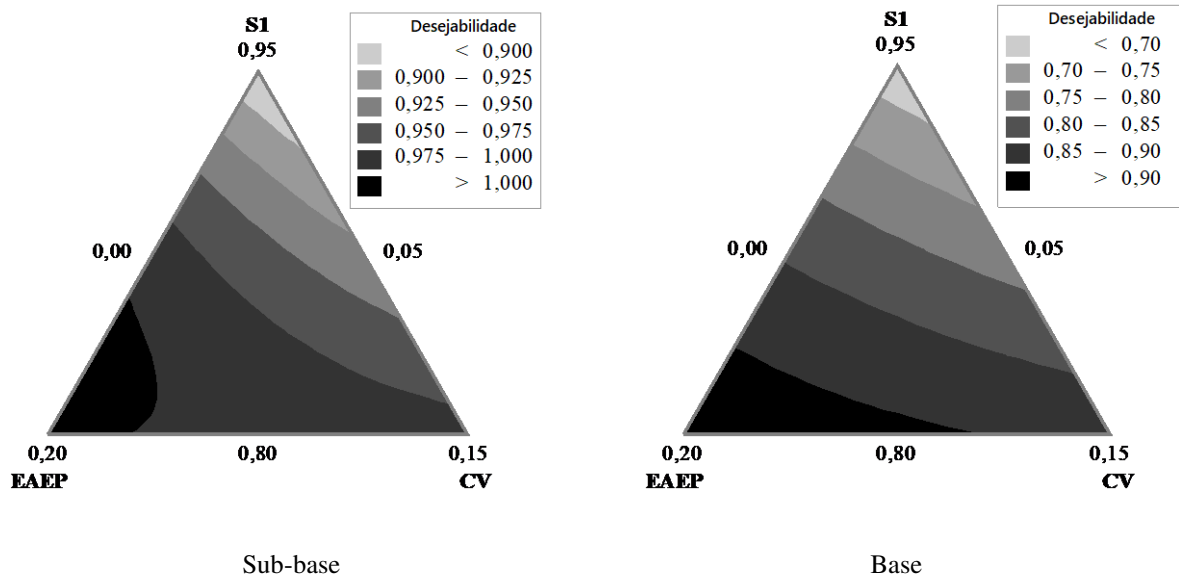 S1
0,95
Desejabilidade
< 0,900
0,900 – 0,925
0,925 – 0,950
0,950 – 0,975
0,975 – 1,000
> 1,000
0,00
0,05
0,20
0,80
0,15
EAEP
CV
Sub-base
S1
0,95
Desejabilidade
< 0,70
0,70 – 0,75
0,75 – 0,80
0,80 – 0,85
0,85 – 0,90
> 0,90
0,00
0,05
0,20
0,80
0,15
EAEP
CV
Base